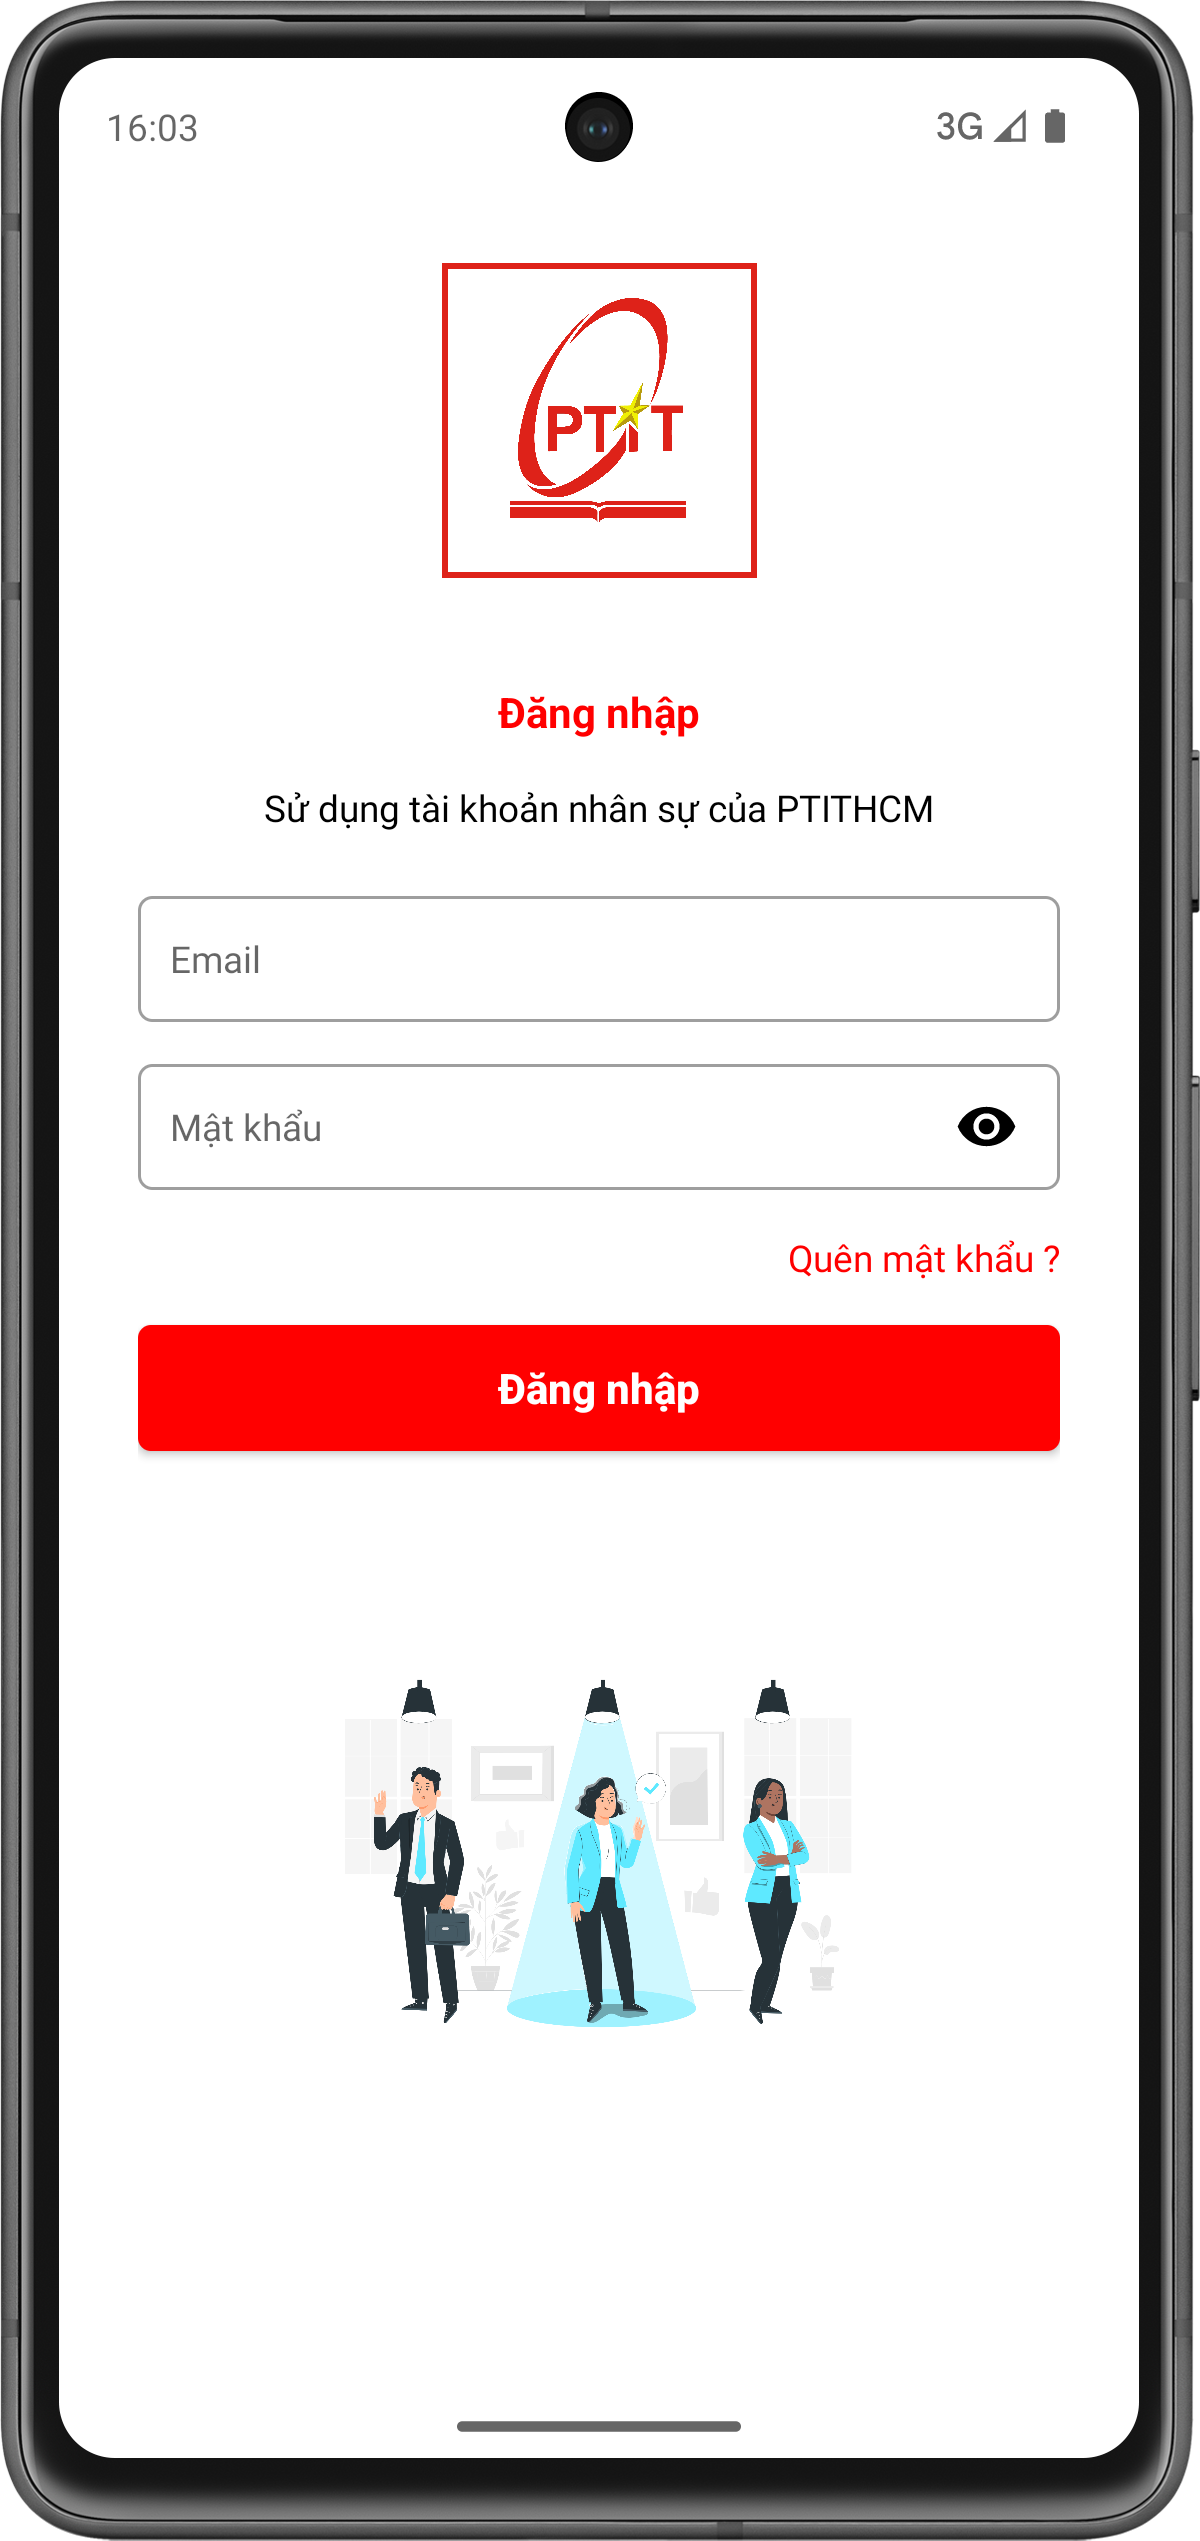 16:03
3G
PTIT
Đăng nhập
Sử dụng tài khoản nhân sự của PTITHCM
Email
Mật khẩu
Quên mật khẩu ?
Đăng nhập